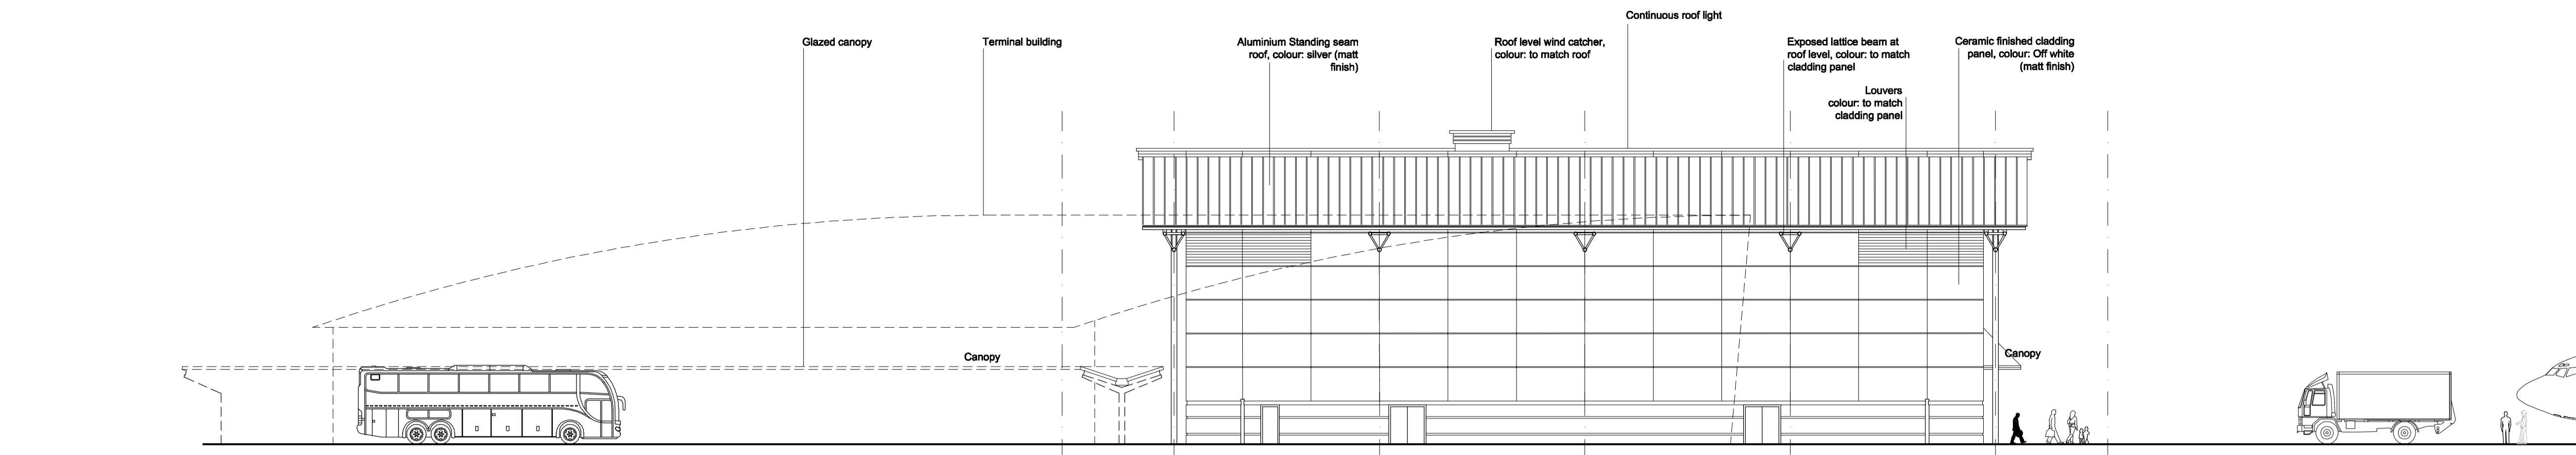 Continuous roof light
Glazed canopy
Terminal building
Aluminium Standing seam
roof, colour: silver (matt
finish)
Roof level wind catcher,
colour: to match roof
Exposed lattice beam at
roof level, colour: to match
cladding panel
Ceramic finished cladding
panel, colour: Off white
(matt finish)
Louvers
colour: to match
cladding panel
Canopy
Canopy